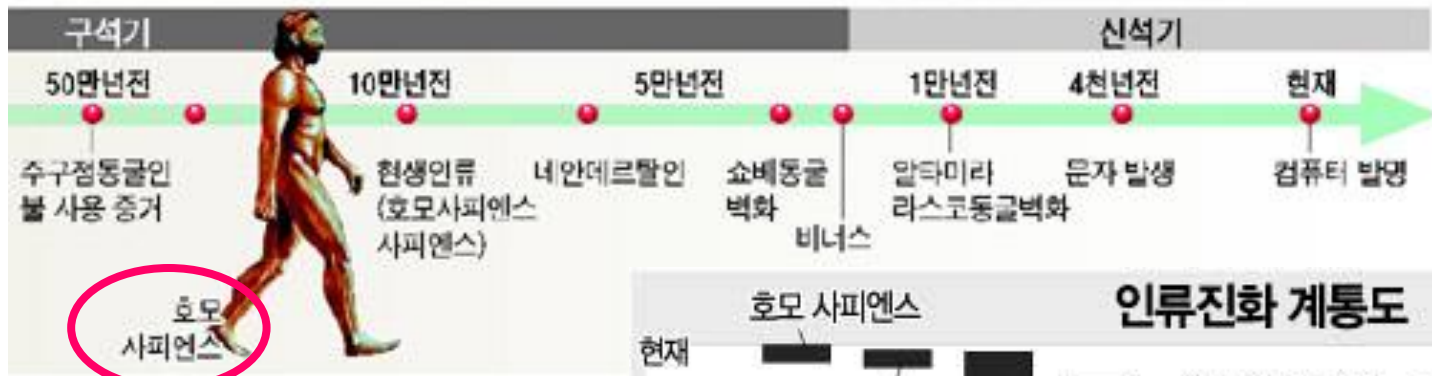 구석기
신석기
50만년전
10만년전
5만년전
1만년전
4천년전
현재
주구점동굴인
불 사용 증거
현생인류
(호모사피엔스
사피엔스)
네안데르탈인
쇼베동굴
벽화
비너스
알타미라
라스코동굴벽화
문자 발생
컴퓨터 발명
호모
사피엔스
호모 사피엔스
인류진화 계통도
현재